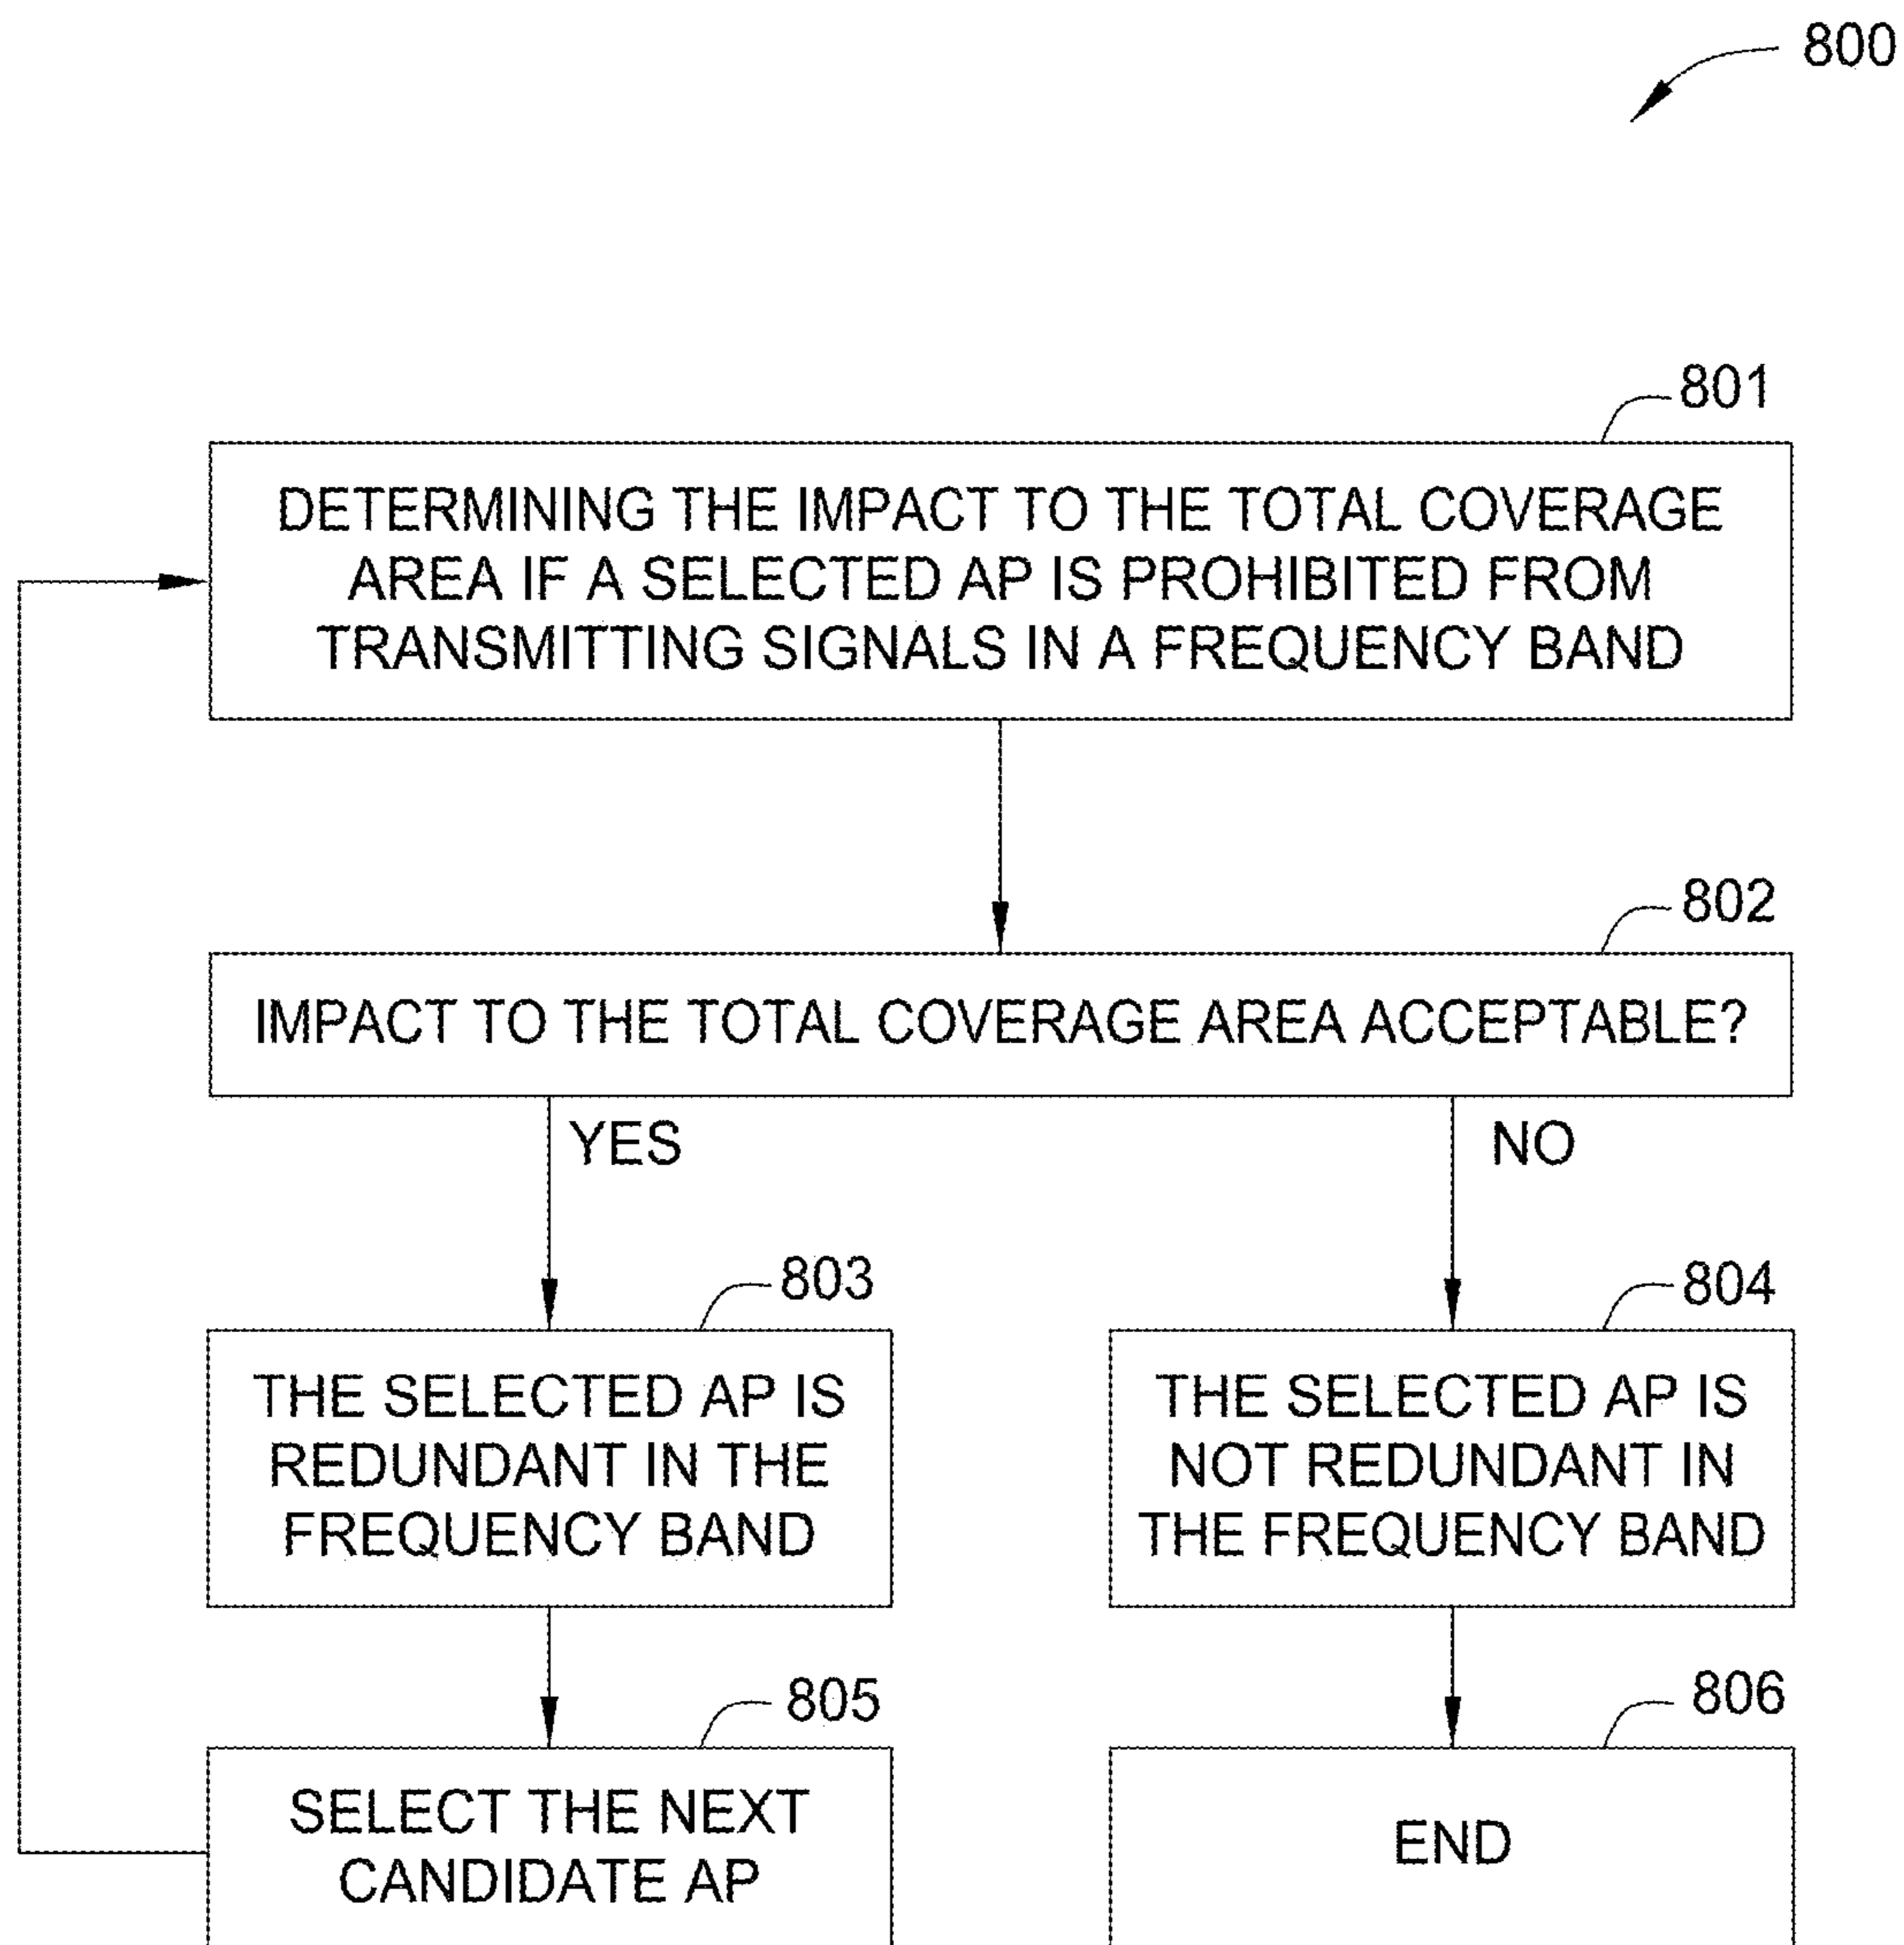 800
801
DETERMINING THE IMPACT TO THE TOTAL COVERAGE
AREA IF A SELECTED AP IS PROHIBITED FROM
TRANSMITTING SIGNALS IN A FREQUENCY BAND
802
IMPACT TO THE TOTAL COVERAGE AREA ACCEPTABLE?
YES
NO
803
THE SELECTED AP IS
REDUNDANT IN THE
FREQUENCY BAND
804
THE SELECTED AP IS
NOT REDUNDANT IN
THE FREQUENCY BAND
805
SELECT THE NEXT
CANDIDATE AP
806
END